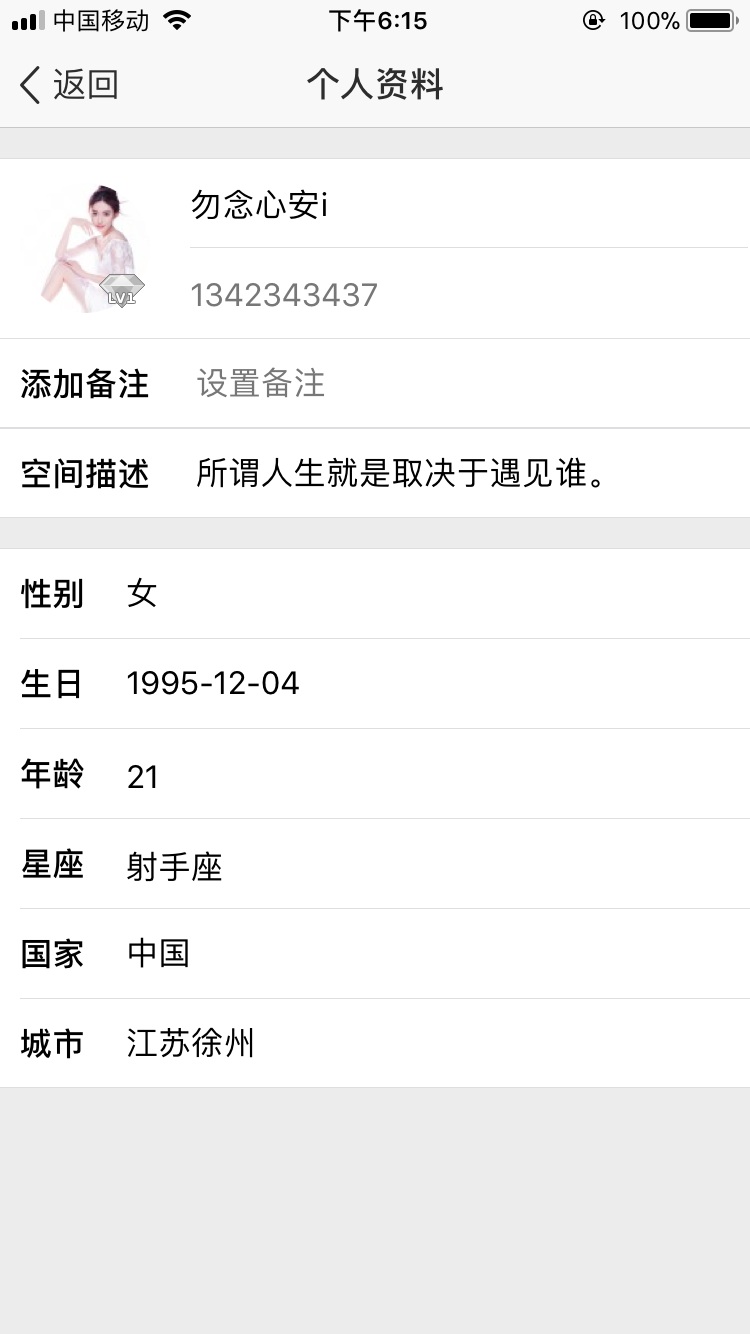 中国移动 下午6:15 100%
返回 个人资料
勿念心安i
LV1
1342343437
添加备注 设置备注
空间描述 所谓人生就是取决于遇见谁。
性别 女
生日 1995-12-04
年龄 21
星座 射手座
国家 中国
城市 江苏徐州